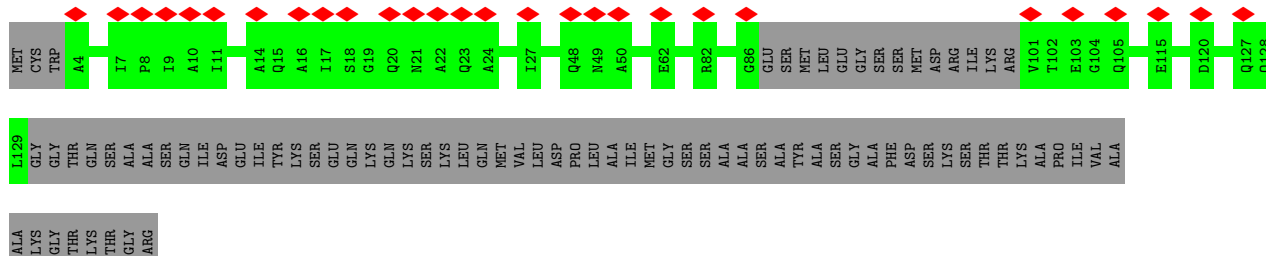 MET CYS TRP A4 I7 P8 I9 A10 I11 A14 Q15 A16 I17 S18 G19 Q20 N21 A22 Q23 A24 I27 Q48 N49 A50 E62 R82 G86 GLU SER MET LEU GLU GLY SER SER MET ASP ARG ILE LYS ARG V101 T102 E103 G104 Q105 E115 D120 Q127 Q128
L129 GLY GLY THR GLN SER ALA ALA SER GLN ILE ASP GLU ILE TYR LYS SER GLU GLN LYS GLN LYS SER LYS LEU GLN MET VAL LEU ASP PRO LEU ALA ILE MET GLY SER SER ALA ALA SER ALA TYR ALA SER GLY ALA PHE ASP SER LYS SER THR THR LYS ALA PRO ILE VAL ALA
ALA LYS GLY THR LYS THR GLY ARG